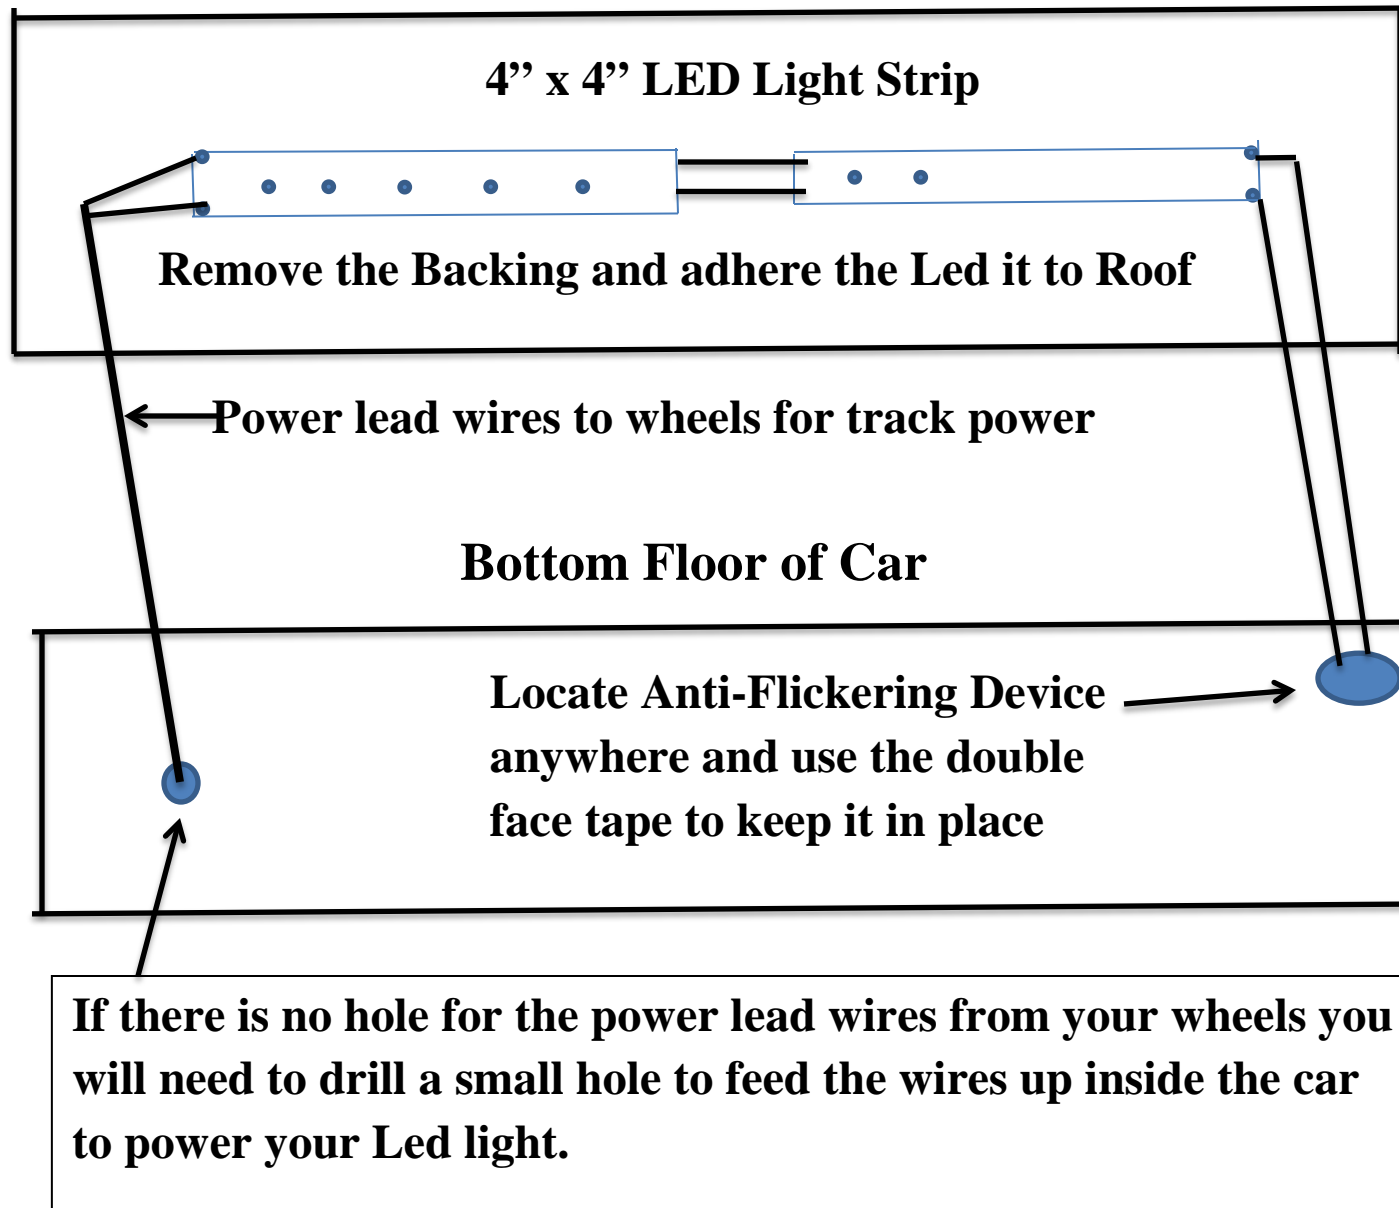 4’’ x 4’’ LED Light Strip
Remove the Backing and adhere the Led it to Roof
Power lead wires to wheels for track power
Bottom Floor of Car
Locate Anti-Flickering Device
anywhere and use the double
face tape to keep it in place
If there is no hole for the power lead wires from your wheels you
will need to drill a small hole to feed the wires up inside the car
to power your Led light.